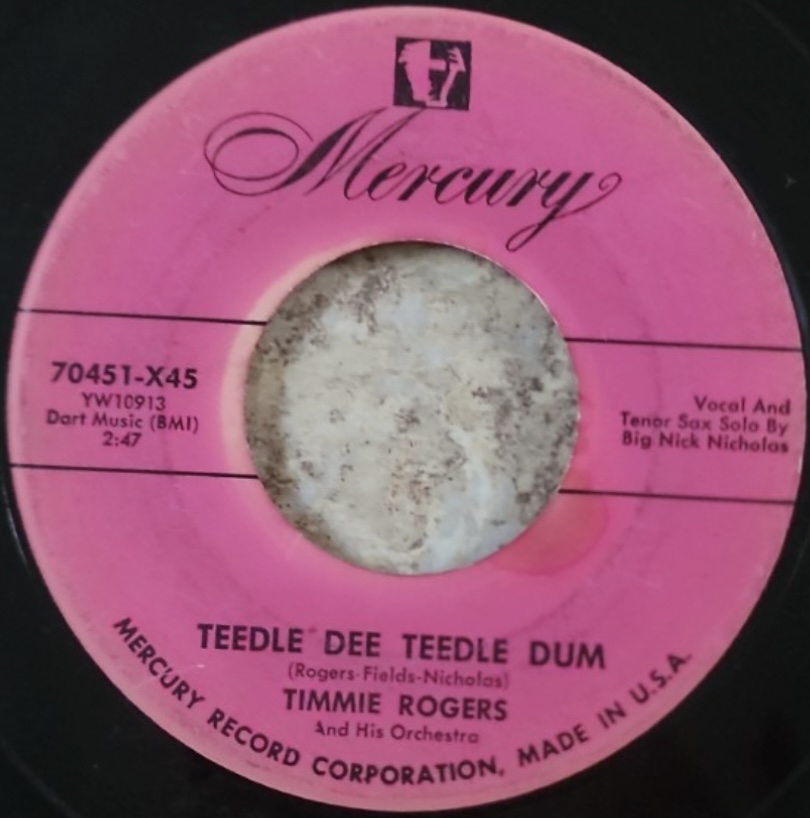 Mercury
70451-X45
YW10913
Dart Music (BMI)
2:47
Vocal And
Tenor Sax Solo By
Big Nick Nicholas
TEEDLE DEE TEEDLE DUM
(Rogers-Fields-Nicholas)
TIMMIE ROGERS
And His Orchestra
MERCURY RECORD CORPORATION, MADE IN U.S.A.